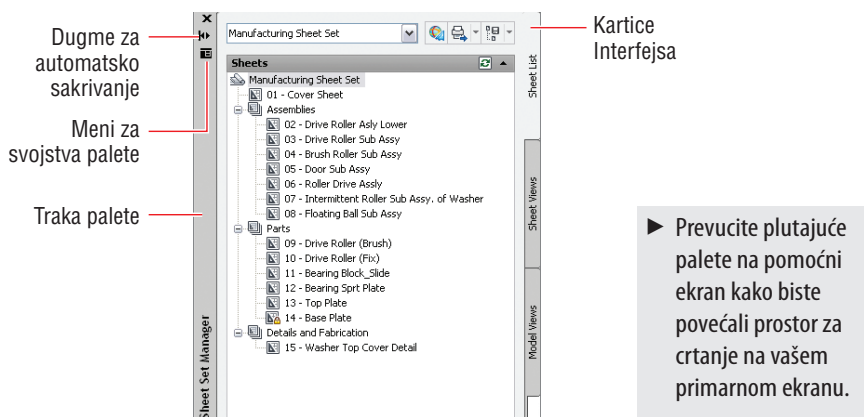 Dugme za
automatsko
sakrivanje
Meni za
svojstva palete
Traka palete
Sheet Set Manager
Manufacturing Sheet Set
Sheets
Manufacturing Sheet Set
01 - Cover Sheet
Assemblies
02 - Drive Roller Asly Lower
03 - Drive Roller Sub Assy
04 - Brush Roller Sub Assy
05 - Door Sub Assy
06 - Roller Drive Assly
07 - Intermittent Roller Sub Assy. of Washer
08 - Floating Ball Sub Assy
Parts
09 - Drive Roller (Brush)
10 - Drive Roller (Fix)
11 - Bearing Block_Slide
12 - Bearing Sprt Plate
13 - Top Plate
14 - Base Plate
Details and Fabrication
15 - Washer Top Cover Detail
Sheet List
Sheet Views
Model Views
Kartice
Interfejsa
► Prevucite plutajuće
palete na pomoćni
ekran kako biste
povećali prostor za
crtanje na vašem
primarnom ekranu.